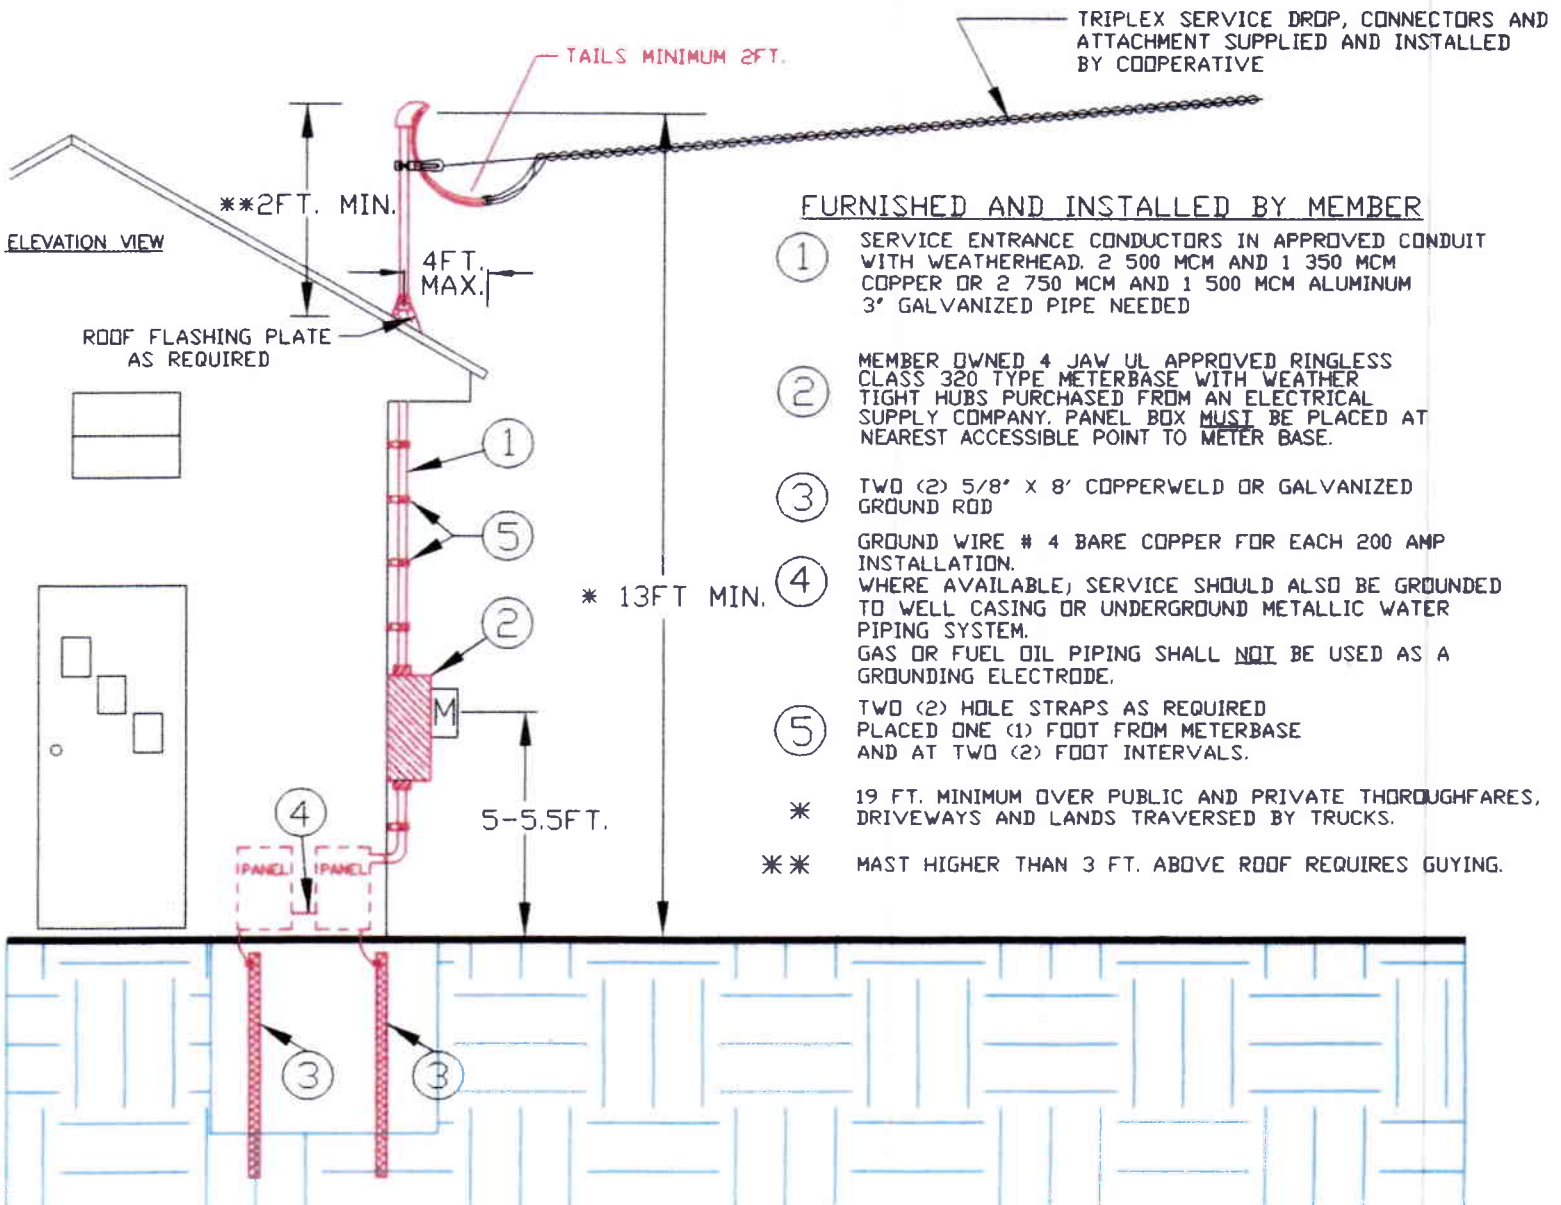 TRIPLEX SERVICE DROP, CONNECTORS AND
ATTACHMENT SUPPLIED AND INSTALLED
BY COOPERATIVE
TAILS MINIMUM 2FT.
**2FT. MIN.
ELEVATION VIEW
4FT.
MAX.
ROOF FLASHING PLATE
AS REQUIRED
1
5
2
* 13FT MIN.
M
5-5.5FT.
4
PANEL
PANEL
3
3
FURNISHED AND INSTALLED BY MEMBER
1
SERVICE ENTRANCE CONDUCTORS IN APPROVED CONDUIT
WITH WEATHERHEAD. 2 500 MCM AND 1 350 MCM
COPPER OR 2 750 MCM AND 1 500 MCM ALUMINUM
3" GALVANIZED PIPE NEEDED
2
MEMBER OWNED 4 JAW UL APPROVED RINGLESS
CLASS 320 TYPE METERBASE WITH WEATHER
TIGHT HUBS PURCHASED FROM AN ELECTRICAL
SUPPLY COMPANY. PANEL BOX MUST BE PLACED AT
NEAREST ACCESSIBLE POINT TO METER BASE.
3
TWO (2) 5/8" X 8' COPPERWELD OR GALVANIZED
GROUND ROD
4
GROUND WIRE # 4 BARE COPPER FOR EACH 200 AMP
INSTALLATION.
WHERE AVAILABLE; SERVICE SHOULD ALSO BE GROUNDED
TO WELL CASING OR UNDERGROUND METALLIC WATER
PIPING SYSTEM.
GAS OR FUEL OIL PIPING SHALL NOT BE USED AS A
GROUNDING ELECTRODE.
5
TWO (2) HOLE STRAPS AS REQUIRED
PLACED ONE (1) FOOT FROM METERBASE
AND AT TWO (2) FOOT INTERVALS.
* 19 FT. MINIMUM OVER PUBLIC AND PRIVATE THOROUGHFARES,
DRIVEWAYS AND LANDS TRAVERSED BY TRUCKS.
** MAST HIGHER THAN 3 FT. ABOVE ROOF REQUIRES GUYING.